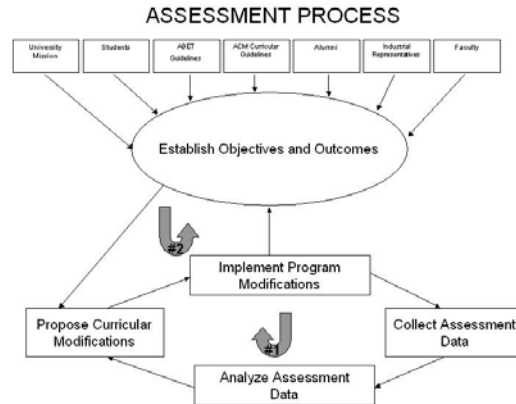 ASSESSMENT PROCESS
University
Mission
Students
ABET
Guidelines
ACM Curricular
Guidelines
Alumni
Industrial
Representatives
Faculty
Establish Objectives and Outcomes
#2
Implement Program
Modifications
Propose Curricular
Modifications
Collect Assessment
Data
#1
Analyze Assessment
Data